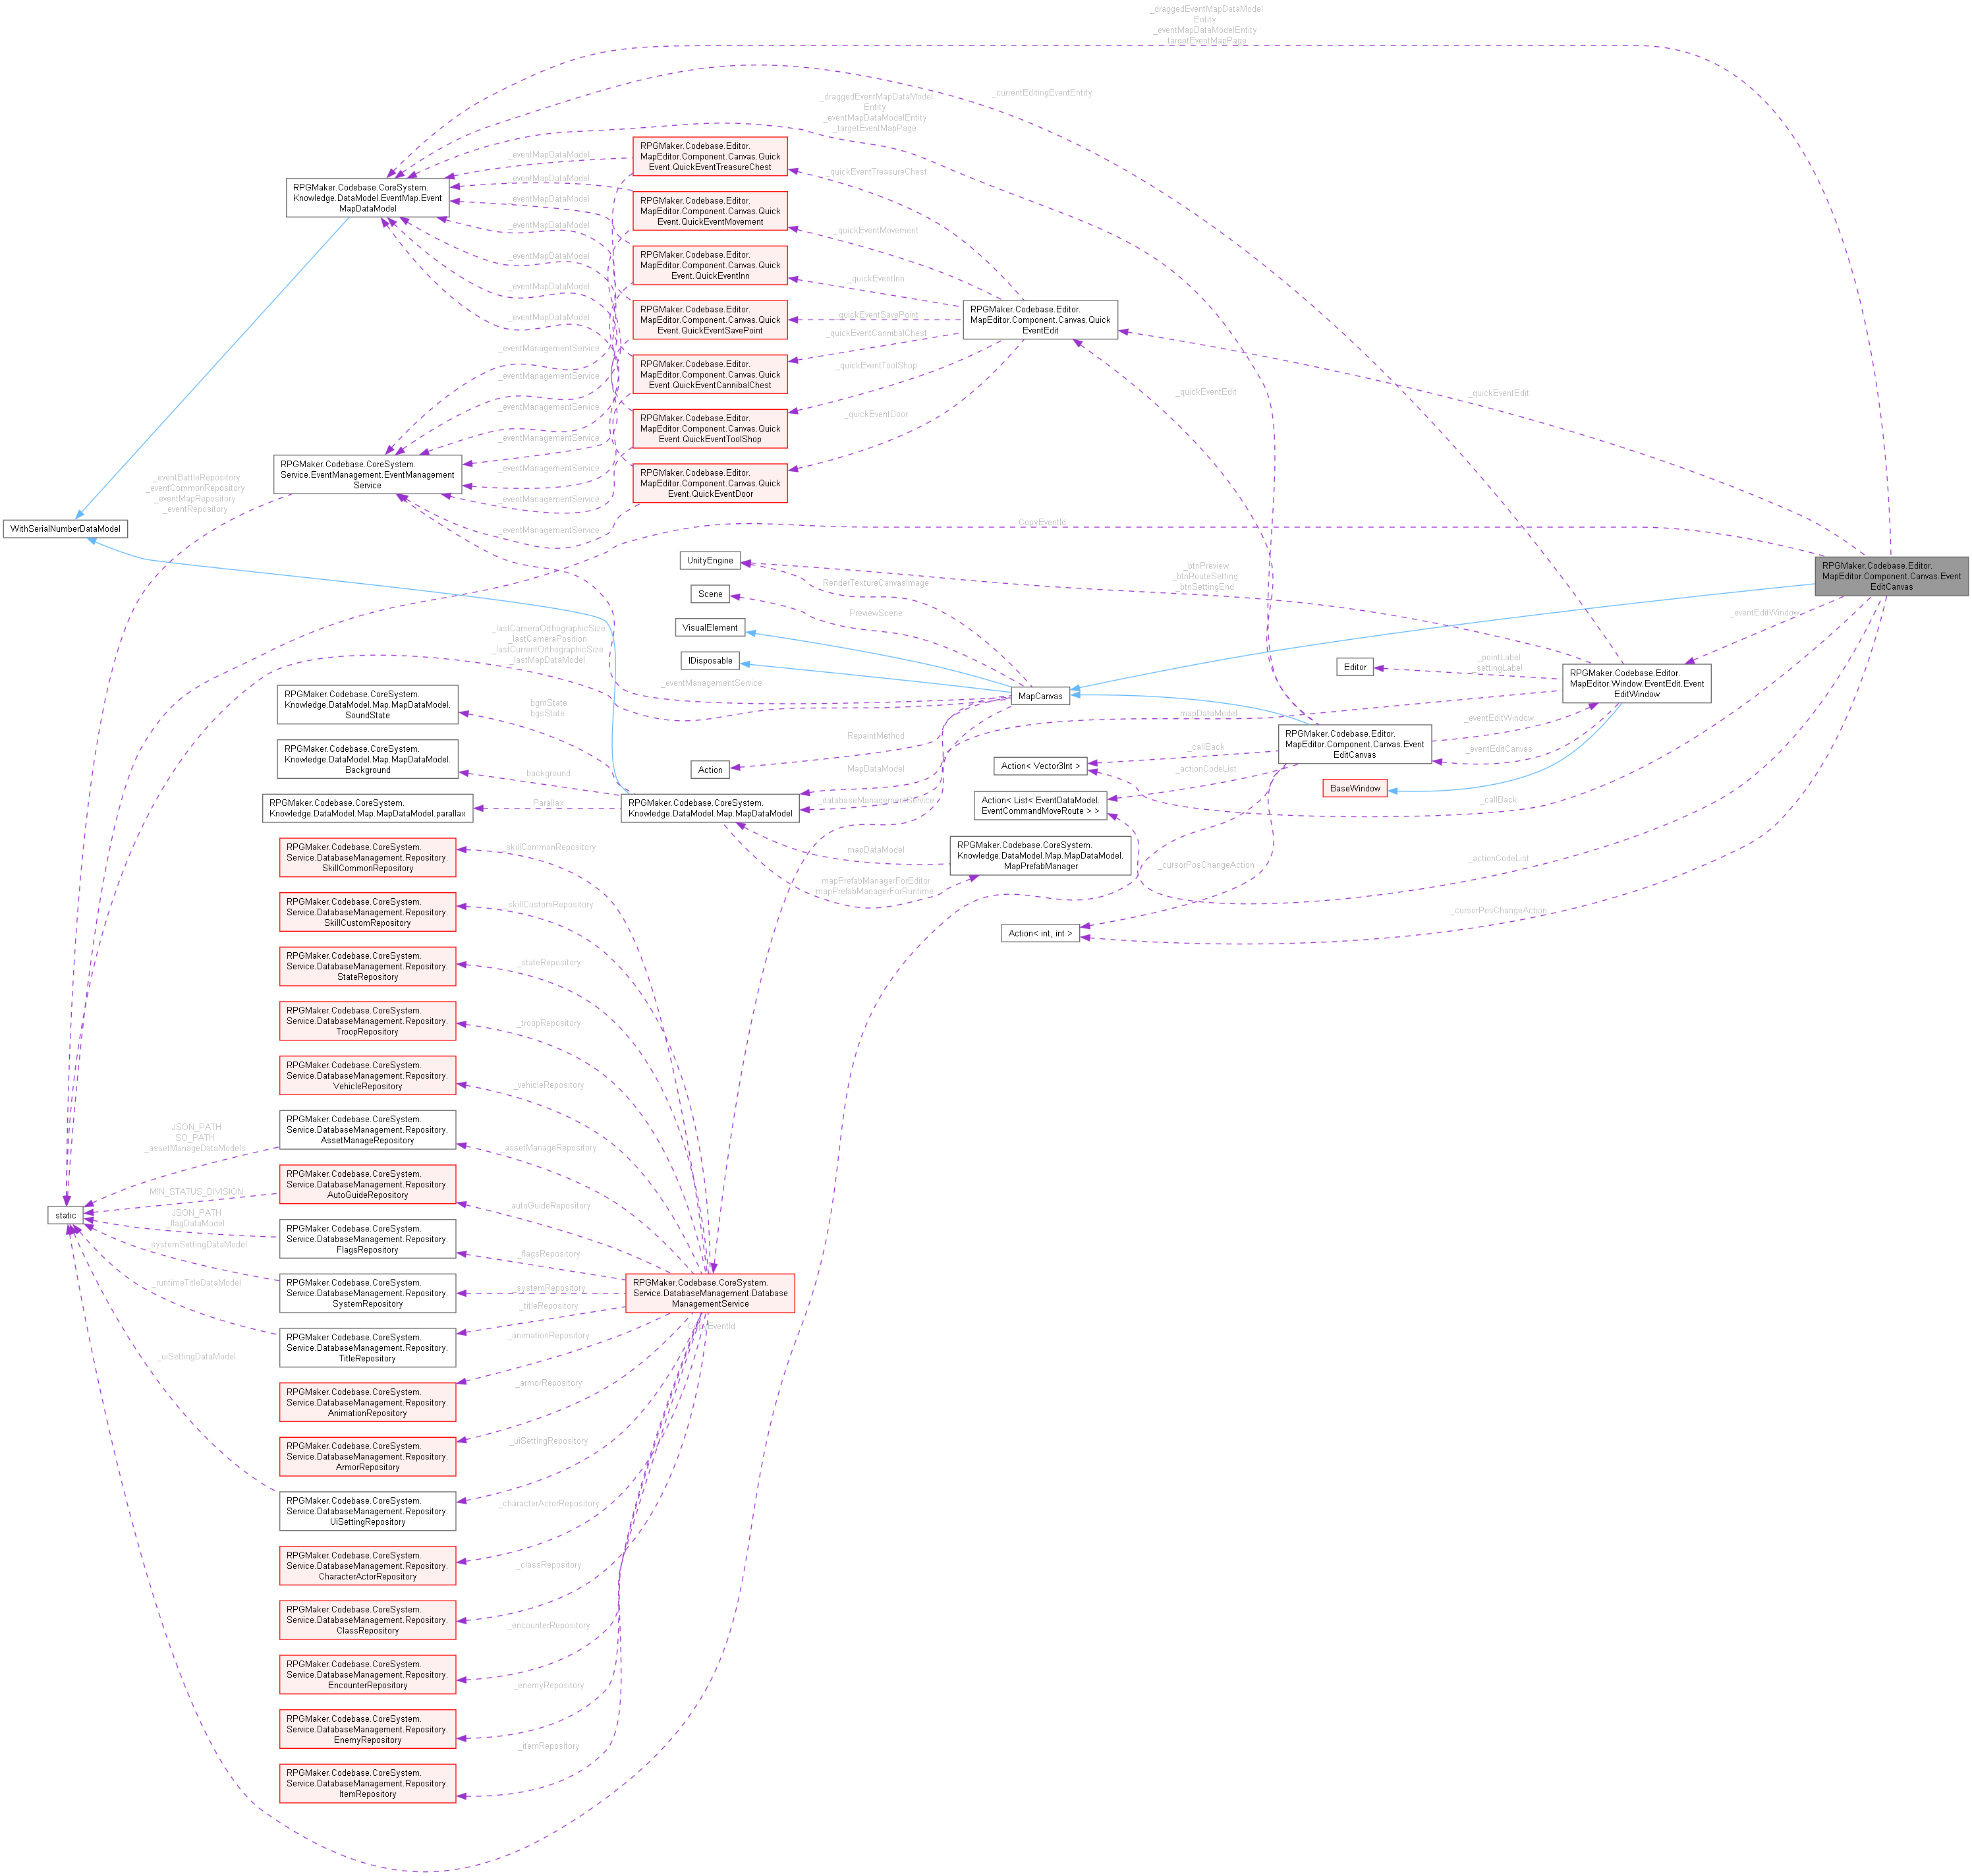 _draggedEventMapDataModel
Entity
_eventMapDataModelEntity
targetEventMapPage
_currentEditingEventEntity
_draggedEventMapDataModel
Entity
_eventMapDataModelEntity
_targetEventMapPage
RPGMaker.Codebase.Editor.
MapEditor.Component.Canvas.Quick
Event.QuickEventTreasureChest
_eventMapDataModel
_quickEventTreasureChest
RPGMaker.Codebase.CoreSystem.
Knowledge.DataModel.EventMap.Event
MapDataModel
_eventMapDataModel
RPGMaker.Codebase.Editor.
MapEditor.Component.Canvas.Quick
Event.QuickEventMovement
_eventMapDataModel
_quickEventMovement
_eventMapDataModel
RPGMaker.Codebase.Editor.
MapEditor.Component.Canvas.Quick
Event.QuickEventInn
_eventMapDataModel
_quickEventInn
_eventMapDataModel
RPGMaker.Codebase.Editor.
MapEditor.Component.Canvas.Quick
Event.QuickEventSavePoint
_eventMapDataModel
quickEventSavePoint
RPGMaker.Codebase.Editor.
MapEditor.Component.Canvas.Quick
EventEdit
_quickEventCannibalChest
_eventManagementService
RPGMaker.Codebase.Editor.
MapEditor.Component.Canvas.Quick
Event.QuickEventCannibalChest
_quickEventToolShop
_eventManagementService
_quickEventEdit
_quickEventEdit
_eventManagementService
RPGMaker.Codebase.Editor.
MapEditor.Component.Canvas.Quick
Event.QuickEventToolShop
_quickEventDoor
_eventManagementService
RPGMaker.Codebase.CoreSystem.
Service.EventManagement.EventManagement
Service
_eventManagementService
RPGMaker.Codebase.Editor.
MapEditor.Component.Canvas.Quick
Event.QuickEventDoor
_eventManagementService
_eventManagementService
_eventBattleRepository
_eventCommonRepository
_eventMapRepository
_eventRepository
WithSerialNumberDataModel
CopyEventId
UnityEngine
RenderTextureCanvasImage
_btnPreview
_btnRouteSetting
_btnSettingEnd
RPGMaker.Codebase.Editor.
MapEditor.Component.Canvas.Event
EditCanvas
Scene
PreviewScene
_eventEditWindow
VisualElement
_lastCameraOrthographicSize
_lastCameraPosition
_lastCurrentOrthographicSize
_lastMapDataModel
IDisposable
Editor
_pointLabel
settingLabel
RPGMaker.Codebase.Editor.
MapEditor.Window.EventEdit.Event
EditWindow
_eventManagementService
MapCanvas
RPGMaker.Codebase.CoreSystem.
Knowledge.DataModel.Map.MapDataModel.
SoundState
bgmState
bgsState
mapDataModel
_eventEditWindow
RepaintMethod
RPGMaker.Codebase.Editor.
MapEditor.Component.Canvas.Event
EditCanvas
_eventEditCanvas
RPGMaker.Codebase.CoreSystem.
Knowledge.DataModel.Map.MapDataModel.
Background
background
Action
MapDataModel
Action< Vector3Int >
_callBack
_actionCodeList
BaseWindow
RPGMaker.Codebase.CoreSystem.
Knowledge.DataModel.Map.MapDataModel.parallax
Parallax
RPGMaker.Codebase.CoreSystem.
Knowledge.DataModel.Map.MapDataModel
_databaseManagementService
Action< List< EventDataModel.
EventCommandMoveRoute > >
_callBack
RPGMaker.Codebase.CoreSystem.
Service.DatabaseManagement.Repository.
SkillCommonRepository
_skillCommonRepository
mapDataModel
RPGMaker.Codebase.CoreSystem.
Knowledge.DataModel.Map.MapDataModel.
MapPrefabManager
_cursorPosChangeAction
_actionCodeList
mapPrefabManagerForEditor
mapPrefabManagerForRuntime
RPGMaker.Codebase.CoreSystem.
Service.DatabaseManagement.Repository.
SkillCustomRepository
_skillCustomRepository
_cursorPosChangeAction
Action< int, int >
RPGMaker.Codebase.CoreSystem.
Service.DatabaseManagement.Repository.
StateRepository
_stateRepository
RPGMaker.Codebase.CoreSystem.
Service.DatabaseManagement.Repository.
TroopRepository
_troopRepository
RPGMaker.Codebase.CoreSystem.
Service.DatabaseManagement.Repository.
VehicleRepository
_vehicleRepository
JSON_PATH
SO_PATH
_assetManageDataModels
RPGMaker.Codebase.CoreSystem.
Service.DatabaseManagement.Repository.
AssetManageRepository
_assetManageRepository
MIN_STATUS_DIVISION
RPGMaker.Codebase.CoreSystem.
Service.DatabaseManagement.Repository.
AutoGuideRepository
_autoGuideRepository
static
JSON_PATH
_flagDataModel
RPGMaker.Codebase.CoreSystem.
Service.DatabaseManagement.Repository.
FlagsRepository
_flagsRepository
_systemSettingDataModel
RPGMaker.Codebase.CoreSystem.
Service.DatabaseManagement.Repository.
SystemRepository
_systemRepository
RPGMaker.Codebase.CoreSystem.
Service.DatabaseManagement.Database
ManagementService
_runtimeTitleDataModel
_titleRepository
CopyEventId
RPGMaker.Codebase.CoreSystem.
Service.DatabaseManagement.Repository.
TitleRepository
_animationRepository
_uiSettingDataModel
RPGMaker.Codebase.CoreSystem.
Service.DatabaseManagement.Repository.
AnimationRepository
_armorRepository
RPGMaker.Codebase.CoreSystem.
Service.DatabaseManagement.Repository.
ArmorRepository
_uiSettingRepository
RPGMaker.Codebase.CoreSystem.
Service.DatabaseManagement.Repository.
UiSettingRepository
_characterActorRepository
RPGMaker.Codebase.CoreSystem.
Service.DatabaseManagement.Repository.
CharacterActorRepository
_classRepository
RPGMaker.Codebase.CoreSystem.
Service.DatabaseManagement.Repository.
ClassRepository
_encounterRepository
RPGMaker.Codebase.CoreSystem.
Service.DatabaseManagement.Repository.
EncounterRepository
_enemyRepository
RPGMaker.Codebase.CoreSystem.
Service.DatabaseManagement.Repository.
EnemyRepository
_itemRepository
RPGMaker.Codebase.CoreSystem.
Service.DatabaseManagement.Repository.
ItemRepository